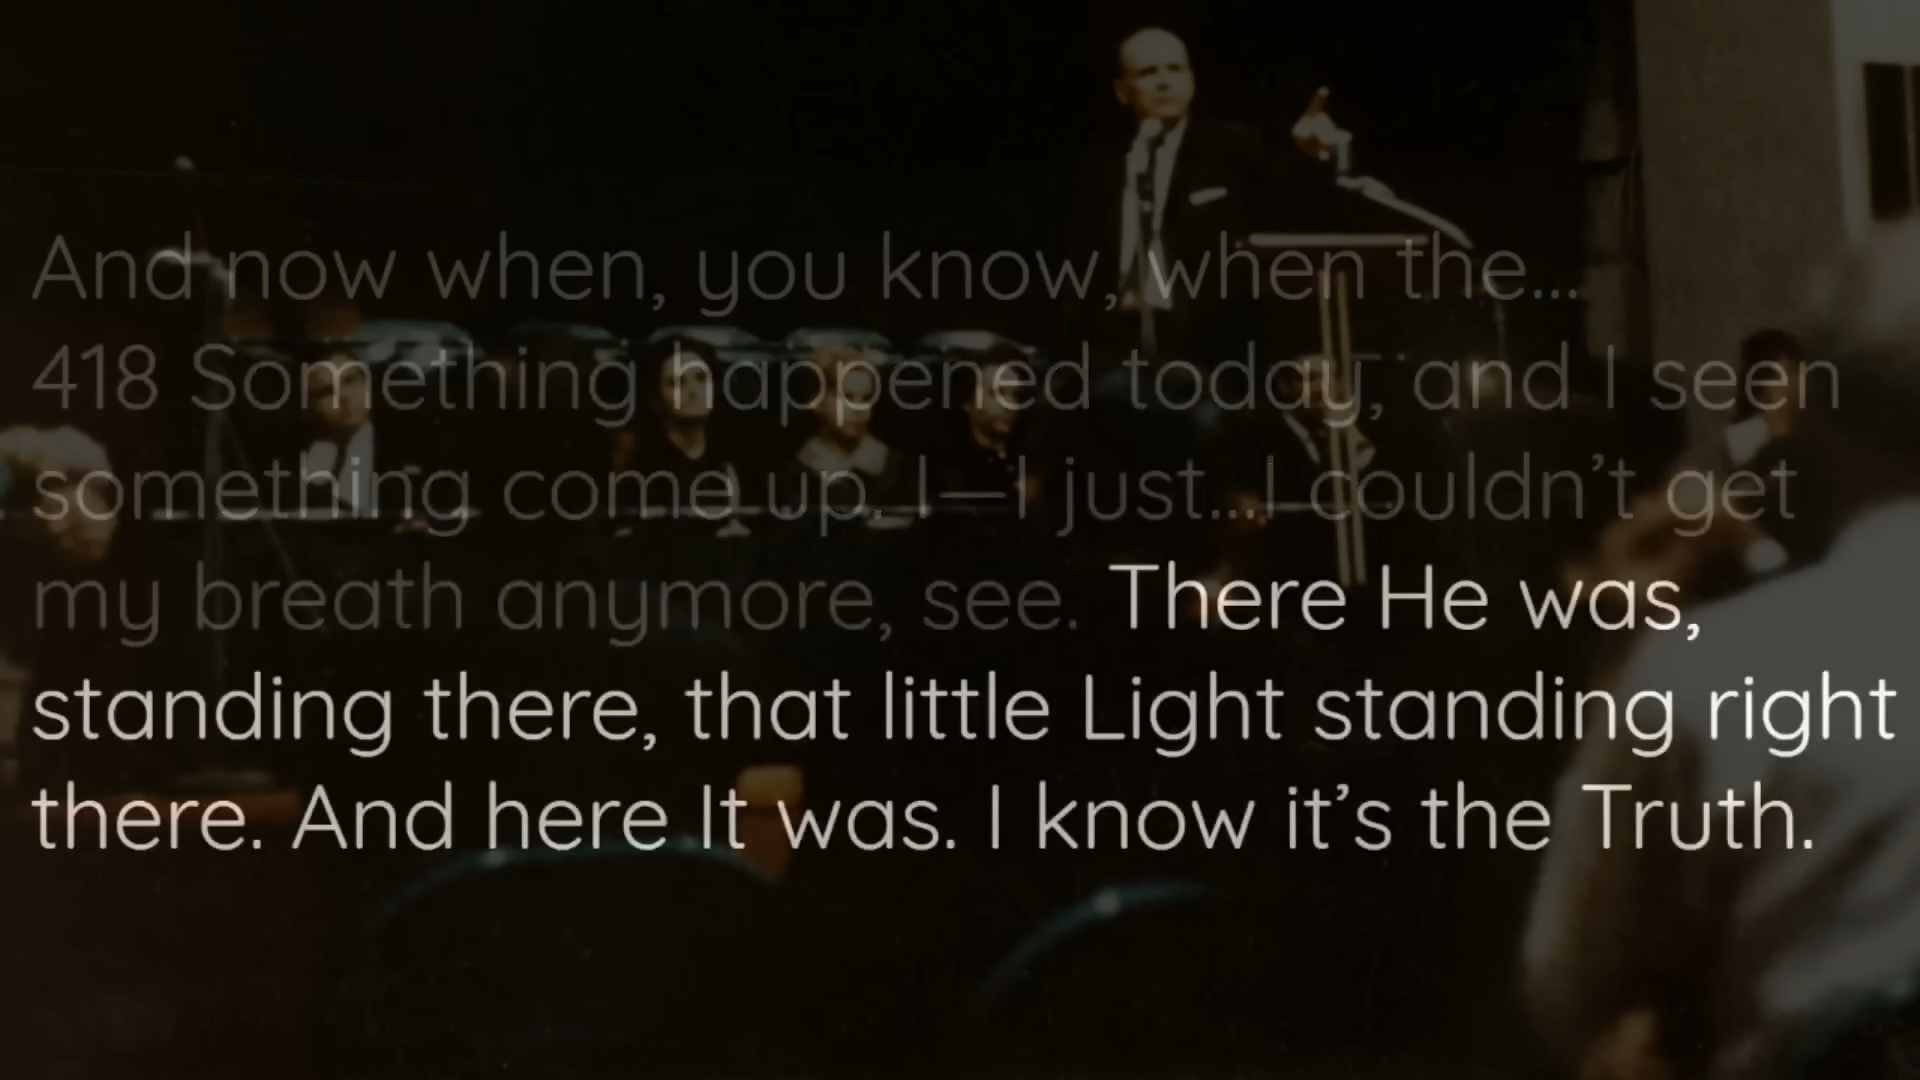 And now when, you know, when the...
418 Something happened today, and I seen
something come up. I—I just...I couldn’t get
my breath anymore, see. There He was,
standing there, that little Light standing right
there. And here It was. I know it’s the Truth.